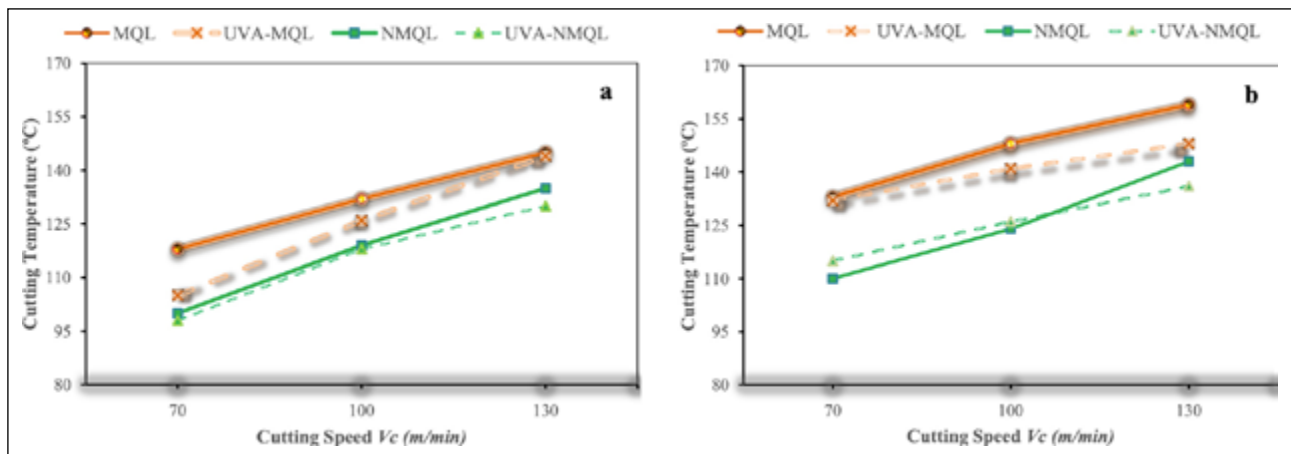 MQL UVA-MQL NMQL UVA-NMQL
170
155
140
125
110
95
80
Cutting Temperature (°C)
a
70 100 130
Cutting Speed Vc (m/min)
MQL UVA-MQL NMQL UVA-NMQL
170
155
140
125
110
95
80
Cutting Temperature (°C)
b
70 100 130
Cutting Speed Vc (m/min)